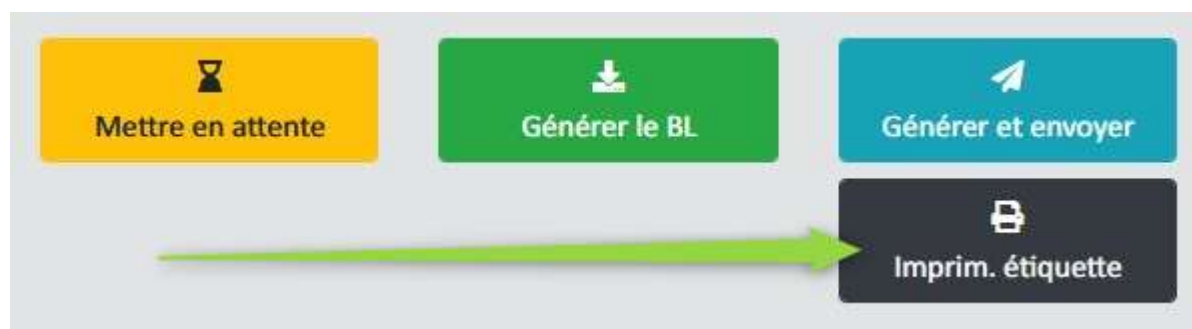 Mettre en attente
Générer le BL
Générer et envoyer
Imprim. étiquette